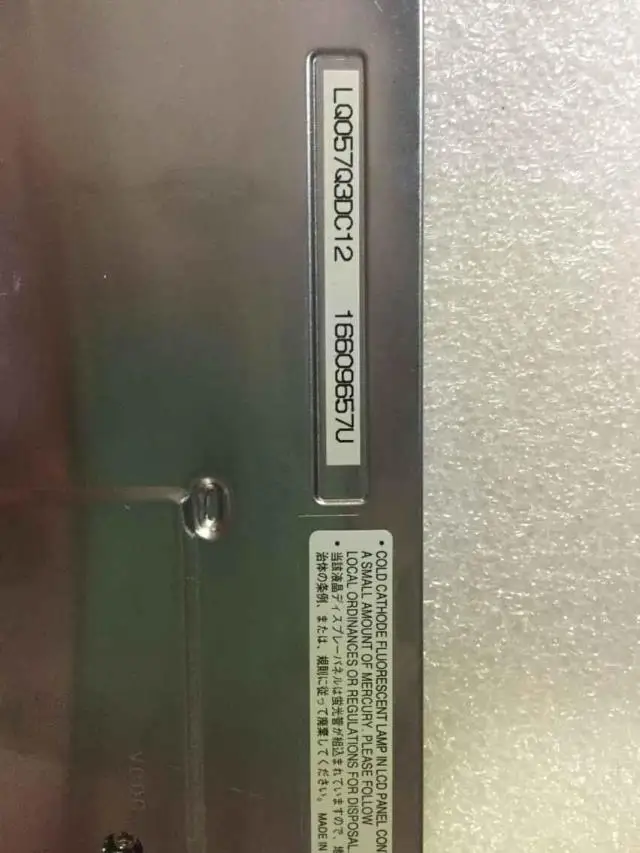 LQ057Q3DC12 16609657U
• COLD CATHODE FLUORESCENT LAMP IN LCD PANEL
A SMALL AMOUNT OF MERCURY. PLEASE FOLLOW
LOCAL ORDINANCES OR REGULATIONS FOR DISPOSAL.
• 当該液晶ディスプレーパネルは蛍光管が組込まれていますので、
治体の条例、または、規則に従って廃棄してください。 MADE IN